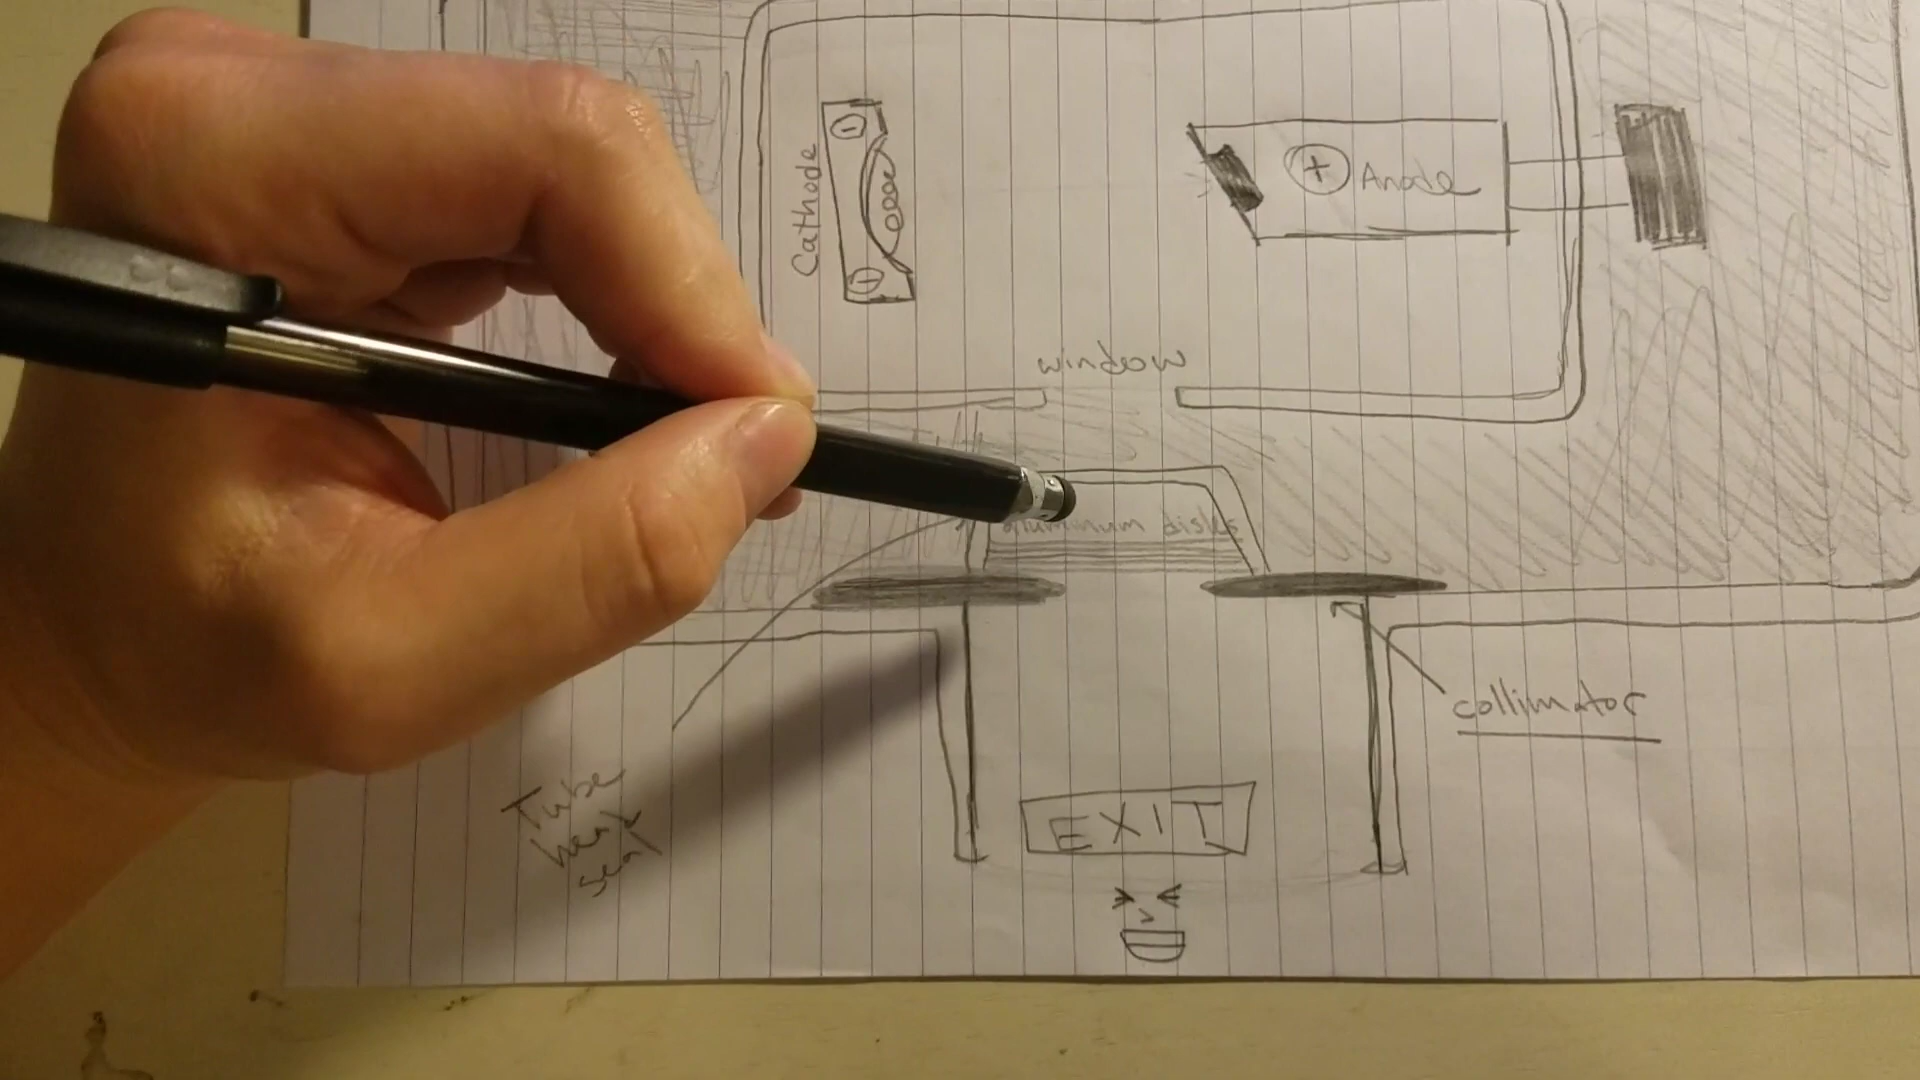 Cathode
-
+
+ Anode
window
aluminum disks
collimator
Tube
head
seal
EXIT